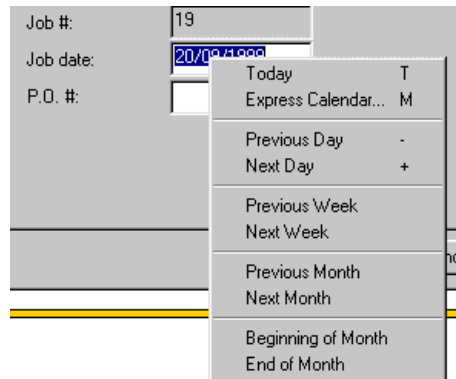 Job #: 19
Job date: 20/09/1999
P.O. #:
Today T
Express Calendar... M
Previous Day -
Next Day +
Previous Week
Next Week
Previous Month
Next Month
Beginning of Month
End of Month